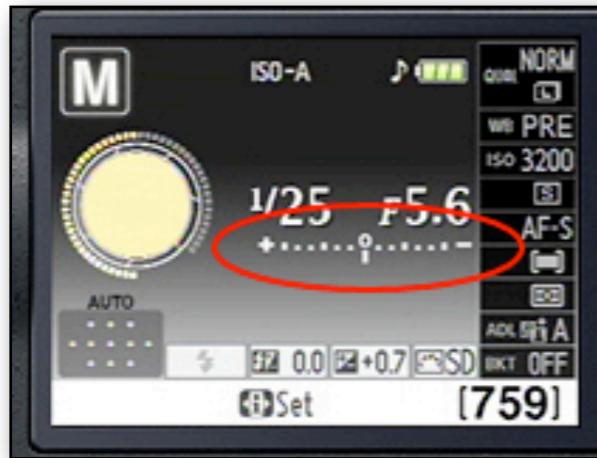 M
ISO-A
QUAL NORM
L
WB PRE
ISO 3200
S
1/25 F5.6
AF-S
+ 0 -
AUTO
ADL A
0.0 +0.7 SD BKT OFF
i Set [759]